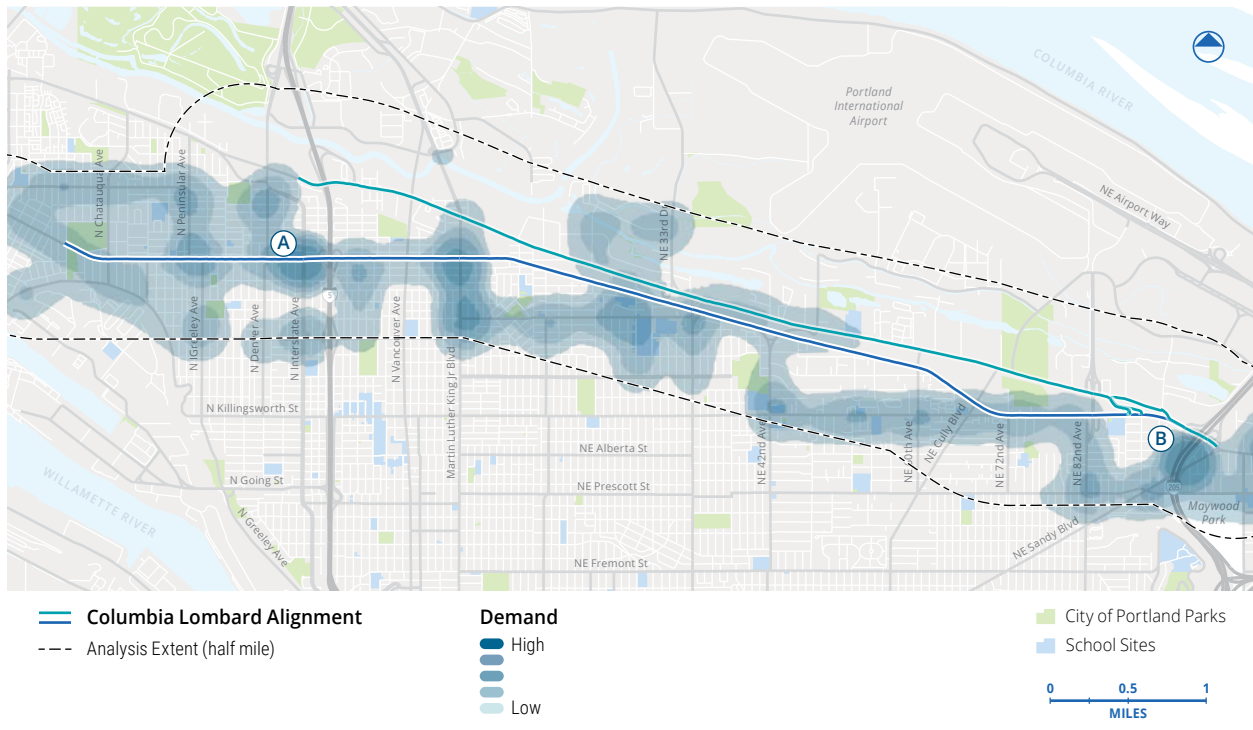 COLUMBIA RIVER
Portland
International
Airport
NE Airport Way
N Chatauqua Ave
N Peninsular Ave
NE 33rd D
A
5
N Greeley Ave
N Denver Ave
N Interstate Ave
N Vancouver Ave
Martin Luther King Jr Blvd
N Killingsworth St
NE Alberta St
NE 42nd Ave
NE 60th Ave
NE Cully Blvd
NE 72nd Ave
NE 82nd Ave
B
205
WILLAMETTE RIVER
N Going St
NE Prescott St
N Greeley Ave
Maywood
Park
NE Sandy Blvd
NE Fremont St
Columbia Lombard Alignment
Analysis Extent (half mile)
Demand
High
Low
City of Portland Parks
School Sites
0 0.5 1
MILES